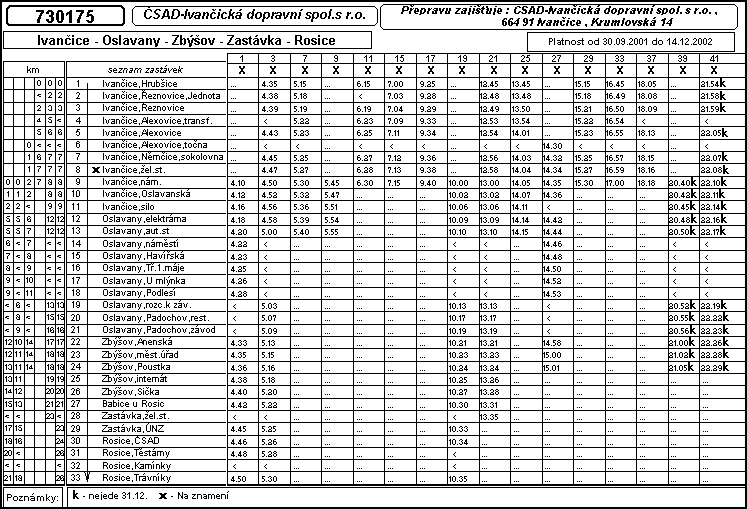 730175 ČSAD-Ivančická dopravní spol.s r.o. Přepravu zajišťuje : ČSAD-Ivančická dopravní spol.s r.o. ,
664 91 Ivančice , Krumlovská 14
Ivančice - Oslavany - Zbýšov - Zastávka - Rosice Platnost od 30.09.2001 do 14.12.2002
km seznam zastávek 1 3 7 9 11 15 17 19 21 25 27 33 37 39 41
X X X X X X X X X X X X X X X
0 0 0 1 Ivančice,Hrubšice ... 4.35 5.15 ... 6.15 7.00 9.25 ... 12.45 13.45 ... 15.15 16.45 18.05 ... 21.54k
< 2 2 2 Ivančice,Řeznovice,Jednota ... 4.38 5.18 ... < 7.03 9.28 ... 12.48 13.48 ... 15.18 16.49 18.08 ... 21.58k
2 3 3 3 Ivančice,Řeznovice ... 4.39 5.19 ... 6.19 7.04 9.29 ... 12.49 13.50 ... 15.21 16.50 18.09 ... 21.59k
4 5 < 4 Ivančice,Alexovice,transf. ... < 5.22 ... 6.23 7.09 9.33 ... 12.53 13.54 ... 15.22 16.54 < ... <
5 6 6 5 Ivančice,Alexovice ... 4.43 5.23 ... 6.25 7.11 9.34 ... 12.54 14.01 ... 15.23 16.55 18.13 ... 22.05k
0 < < < 6 Ivančice,Alexovice,točna ... < < ... < < < ... < < 14.30 < < < ... <
1 6 7 7 7 Ivančice,Němčice,sokolovna ... 4.45 5.25 ... 6.27 7.12 9.36 ... 12.56 14.03 14.32 15.25 16.57 18.15 ... 22.07k
1 7 7 7 8 x Ivančice,žel.st. ... 4.45 5.27 ... 6.28 7.13 9.38 ... 12.58 14.04 14.34 15.27 16.59 18.16 ... 22.08k
0 0 2 7 8 8 9 Ivančice,nám. 4.10 4.50 5.30 5.45 6.30 7.15 9.40 10.00 13.00 14.05 14.35 15.30 17.00 18.18 20.40k 22.10k
1 1 2 8 9 10 Ivančice,Oslavanská 4.12 4.52 5.32 5.47 ... ... ... 10.02 13.02 14.07 14.36 ... ... ... 20.42k 22.11k
2 2 < 9 9 11 Ivančice,silo 4.16 4.56 5.36 5.51 ... ... ... 10.06 13.06 14.11 < ... ... ... 20.45k 22.14k
5 5 6 12 12 12 Oslavany,elektrárna 4.18 4.58 5.39 5.54 ... ... ... 10.09 13.09 14.14 14.42 ... ... ... 20.48k 22.16k
5 5 7 12 13 13 Oslavany,aut.st 4.20 5.00 5.40 5.55 ... ... ... 10.10 13.10 14.15 14.44 ... ... ... 20.50k 22.17k
6 < 7 < < 14 Oslavany,náměstí 4.22 < ... ... ... ... ... < < ... 14.46 ... ... ... < <
7 < 8 < < 15 Oslavany,Havířská 4.23 < ... ... ... ... ... < < ... 14.48 ... ... ... < <
8 < 9 < < 16 Oslavany,Tř.1.máje 4.25 < ... ... ... ... ... < < ... 14.50 ... ... ... < <
9 < 10 < < 17 Oslavany,U mlýnka 4.26 < ... ... ... ... ... < < ... 14.52 ... ... ... < <
9 < 11 < < 18 Oslavany,Podlesí 4.28 < ... ... ... ... ... < < ... 14.53 ... ... ... < <
< 6 < 13 13 19 Oslavany,rozc.k záv. < 5.03 ... ... ... ... ... 10.13 13.13 ... < ... ... ... 20.52k 22.19k
< 8 < 15 15 20 Oslavany,Padochov,rest. < 5.07 ... ... ... ... ... 10.17 13.17 ... < ... ... ... 20.55k 22.22k
< 9 < 16 16 21 Oslavany,Padochov,závod < 5.09 ... ... ... ... ... 10.19 13.19 ... < ... ... ... 20.56k 22.23k
12 10 14 17 17 22 Zbýšov,Anenská 4.33 5.13 ... ... ... ... ... 10.21 13.21 ... 14.58 ... ... ... 21.00k 22.26k
12 11 14 18 18 23 Zbýšov,měst.úřad 4.35 5.15 ... ... ... ... ... 10.23 13.23 ... 15.00 ... ... ... 21.02k 22.28k
13 11 14 18 18 24 Zbýšov,Poustka 4.36 5.16 ... ... ... ... ... 10.24 13.24 ... 15.01 ... ... ... 21.05k 22.29k
13 11 19 19 25 Zbýšov,internát 4.38 5.18 ... ... ... ... ... 10.25 13.26 ... ... ... ... ... ... ...
14 12 20 20 26 Zbýšov,Sička 4.40 5.20 ... ... ... ... ... 10.27 13.28 ... ... ... ... ... ... ...
15 13 21 21 27 Babice u Rosic 4.42 5.22 ... ... ... ... ... 10.30 13.31 ... ... ... ... ... ... ...
< < 23 < 28 Zastávka,žel.st. < < ... ... ... ... ... < 13.35 ... ... ... ... ... ... ...
17 15 23 29 Zastávka,ÚNZ 4.45 5.25 ... ... ... ... ... 10.33 ... ... ... ... ... ... ... ...
18 16 24 30 Rosice,ČSAD 4.46 5.26 ... ... ... ... ... 10.34 ... ... ... ... ... ... ... ...
20 < < 31 Rosice,Těstárny 4.48 5.28 ... ... ... ... ... < ... ... ... ... ... ... ... ...
< < < 32 Rosice,Kamínky < < ... ... ... ... ... < ... ... ... ... ... ... ... ...
21 18 26 33 Rosice,Trávníky 4.50 5.30 ... ... ... ... ... 10.35 ... ... ... ... ... ... ... ...
Poznámky: k - nejede 31.12. x - Na znamení